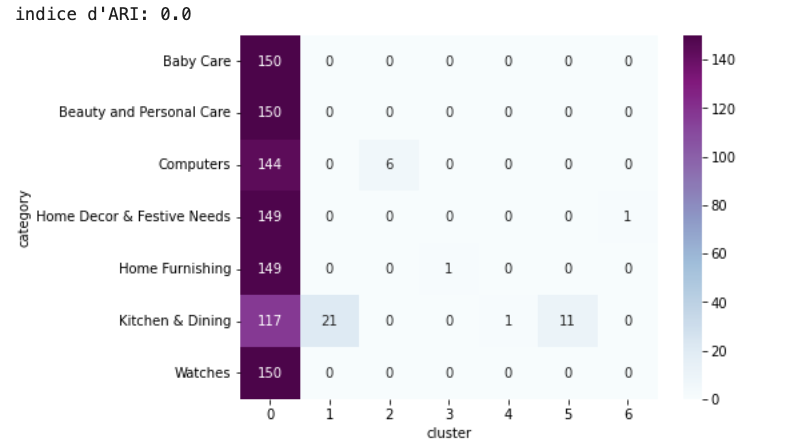 indice d'ARI: 0.0
category
Baby Care 150 0 0 0 0 0 0
Beauty and Personal Care 150 0 0 0 0 0 0
Computers 144 0 6 0 0 0 0
Home Decor & Festive Needs 149 0 0 0 0 0 1
Home Furnishing 149 0 0 1 0 0 0
Kitchen & Dining 117 21 0 0 1 11 0
Watches 150 0 0 0 0 0 0
0 1 2 3 4 5 6
cluster
140
120
100
80
60
40
20
0